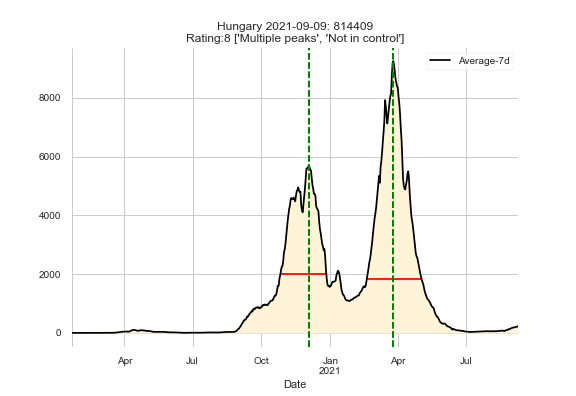 Hungary 2021-09-09: 814409
Rating:8 ['Multiple peaks', 'Not in control']
Average-7d
8000
6000
4000
2000
0
Apr
Jul
Oct
Jan
2021
Apr
Jul
Date